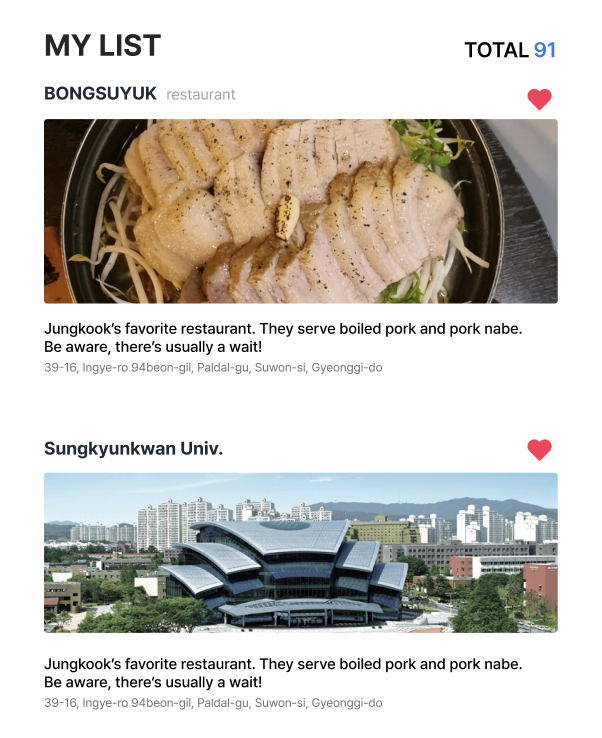 MY LIST
TOTAL 91
BONGSUYUK restaurant
Jungkook’s favorite restaurant. They serve boiled pork and pork nabe.
Be aware, there’s usually a wait!
39-16, Ingye-ro 94beon-gil, Paldal-gu, Suwon-si, Gyeonggi-do
Sungkyunkwan Univ.
Jungkook’s favorite restaurant. They serve boiled pork and pork nabe.
Be aware, there’s usually a wait!
39-16, Ingye-ro 94beon-gil, Paldal-gu, Suwon-si, Gyeonggi-do